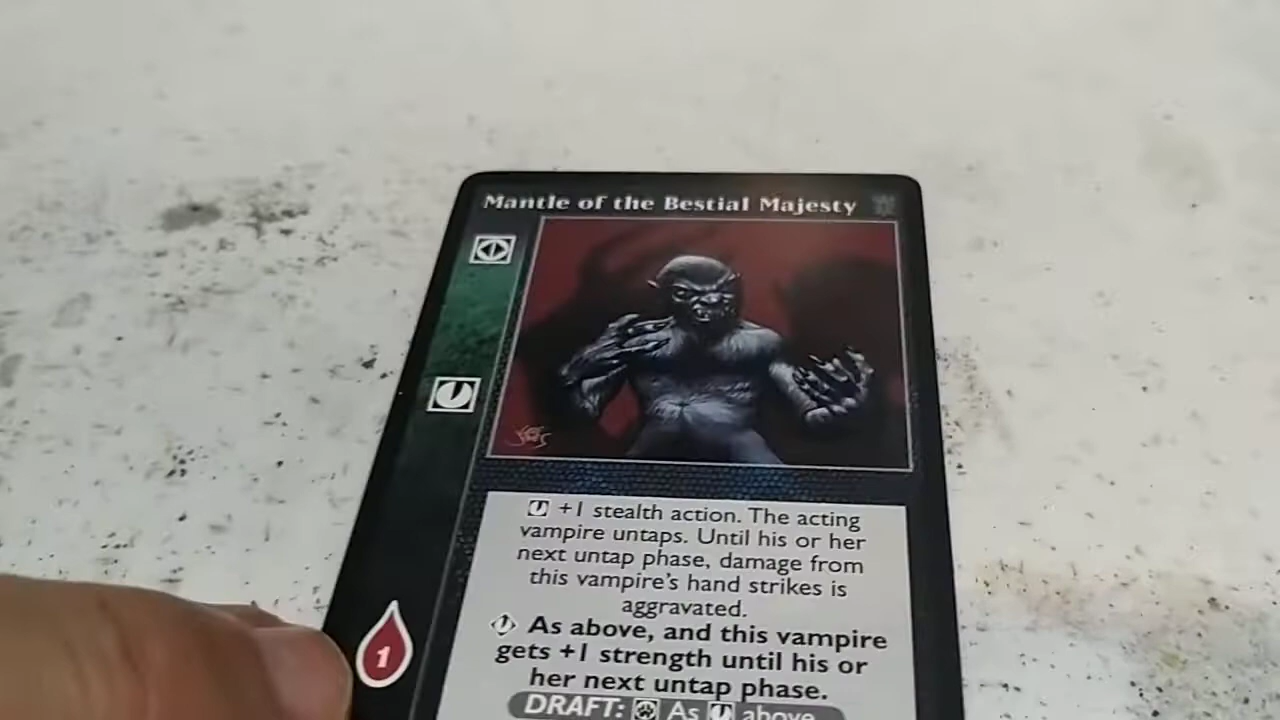 Mantle of the Bestial Majesty
+1 stealth action. The acting
vampire untaps. Until his or her
next untap phase, damage from
this vampire's hand strikes is
aggravated.
As above, and this vampire
gets +1 strength until his or
her next untap phase.
1
DRAFT: As above.